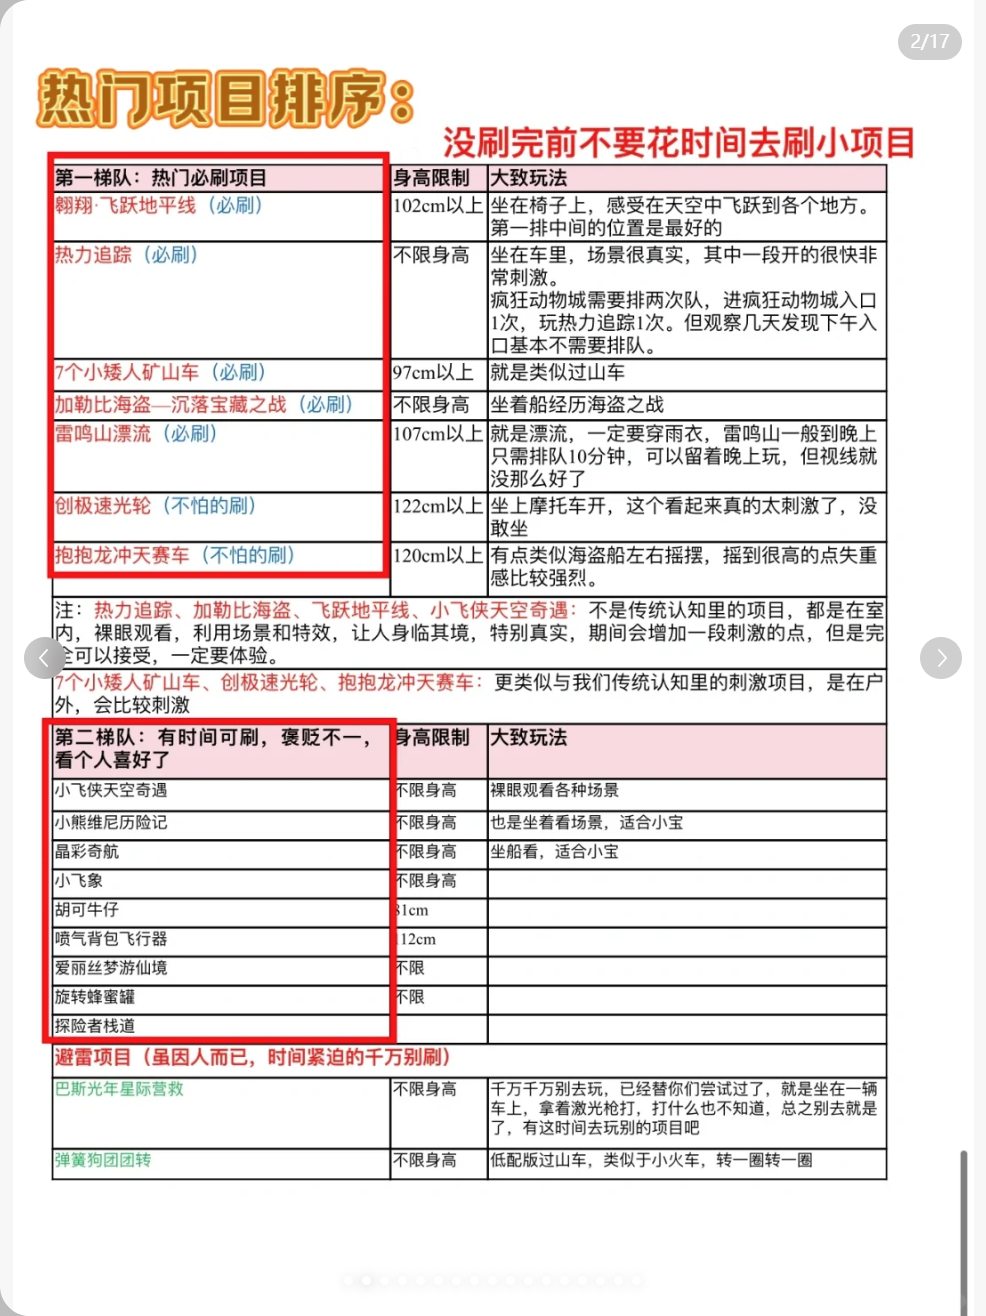 2/17
热门项目排序：
没刷完前不要花时间去刷小项目
第一梯队：热门必刷项目
身高限制
大致玩法
翱翔·飞跃地平线（必刷）
102cm以上
坐在椅子上，感受在天空中飞跃到各个地方。
第一排中间的位置是最好的
热力追踪（必刷）
不限身高
坐在车里，场景很真实，其中一段开的很快非
常刺激。
疯狂动物城需要排两次队，进疯狂动物城入口
1次，玩热力追踪1次。但观察几天发现下午入
口基本不需要排队。
7个小矮人矿山车（必刷）
97cm以上
就是类似过山车
加勒比海盗—沉落宝藏之战（必刷）
不限身高
坐着船经历海盗之战
雷鸣山漂流（必刷）
107cm以上
就是漂流，一定要穿雨衣，雷鸣山一般到晚上
只需排队10分钟，可以留着晚上玩，但视线就
没那么好了
创极速光轮（不怕的刷）
122cm以上
坐上摩托车开，这个看起来真的太刺激了，没
敢坐
抱抱龙冲天赛车（不怕的刷）
120cm以上
有点类似海盗船左右摇摆，摇到很高的点失重
感比较强烈。
注：热力追踪、加勒比海盗、飞跃地平线、小飞侠天空奇遇：不是传统认知里的项目，都是在室
内，裸眼观看，利用场景和特效，让人身临其境，特别真实，期间会增加一段刺激的点，但是完
全可以接受，一定要体验。
7个小矮人矿山车、创极速光轮、抱抱龙冲天赛车：更类似与我们传统认知里的刺激项目，是在户
外，会比较刺激
第二梯队：有时间可刷，褒贬不一，
看个人喜好了
身高限制
大致玩法
小飞侠天空奇遇
不限身高
裸眼观看各种场景
小熊维尼历险记
不限身高
也是坐着看场景，适合小宝
晶彩奇航
不限身高
坐船看，适合小宝
小飞象
不限身高
胡可牛仔
81cm
喷气背包飞行器
112cm
爱丽丝梦游仙境
不限
旋转蜂蜜罐
不限
探险者栈道
避雷项目（虽因人而已，时间紧迫的千万别刷）
巴斯光年星际营救
不限身高
千万千万别去玩，已经替你们尝试过了，就是坐在一辆
车上，拿着激光枪打，打什么也不知道，总之别去就是
了，有这时间去玩别的项目吧
弹簧狗团团转
不限身高
低配版过山车，类似于小火车，转一圈转一圈